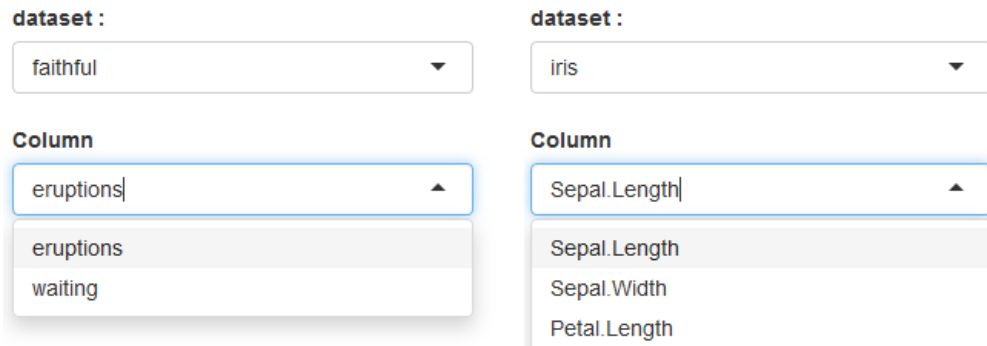 dataset :
faithful
Column
eruptions
eruptions
waiting
dataset :
iris
Column
Sepal.Length
Sepal.Length
Sepal.Width
Petal.Length